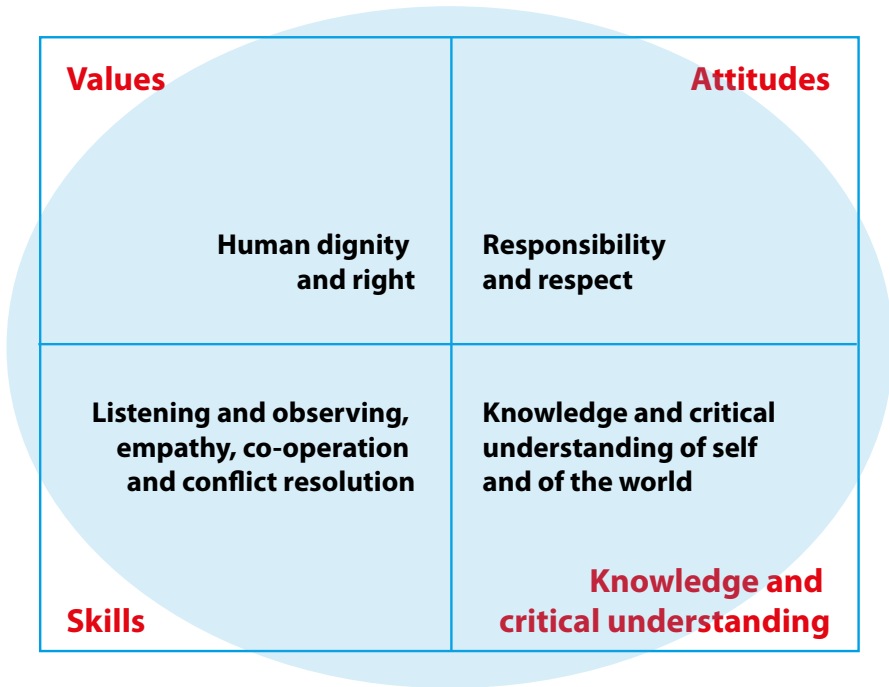 Values
Human dignity
and right
Attitudes
Responsibility
and respect
Listening and observing,
empathy, co-operation
and conflict resolution
Skills
Knowledge and critical
understanding of self
and of the world
Knowledge and
critical understanding